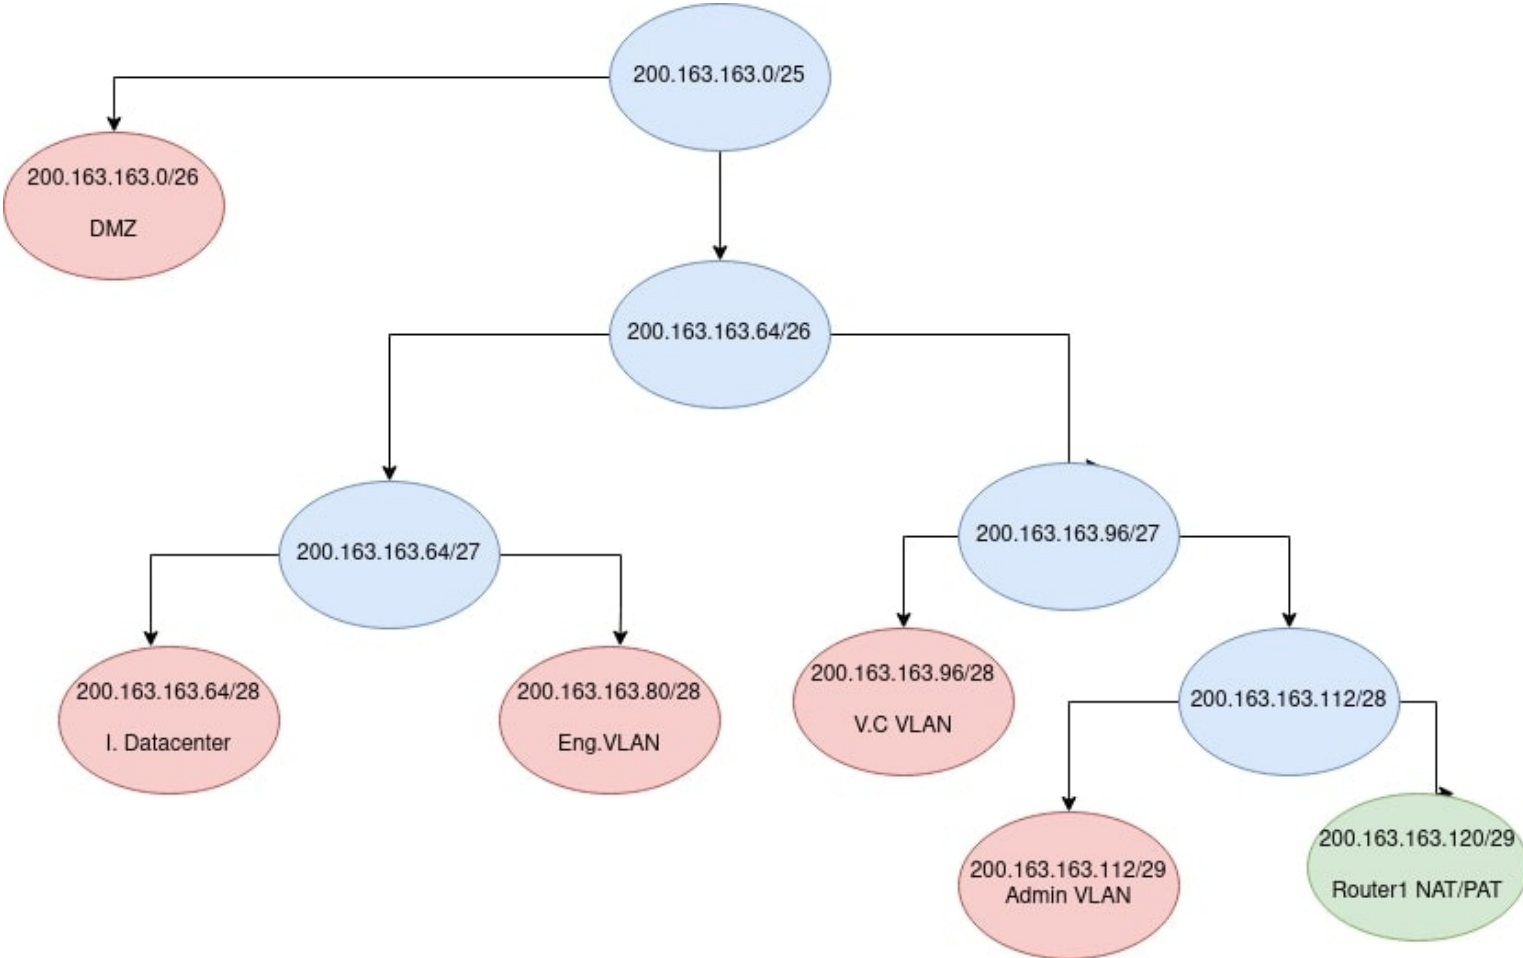 200.163.163.0/25
200.163.163.0/26
DMZ
200.163.163.64/26
200.163.163.64/27
200.163.163.96/27
200.163.163.64/28
I. Datacenter
200.163.163.80/28
Eng.VLAN
200.163.163.96/28
V.C VLAN
200.163.163.112/28
200.163.163.112/29
Admin VLAN
200.163.163.120/29
Router1 NAT/PAT